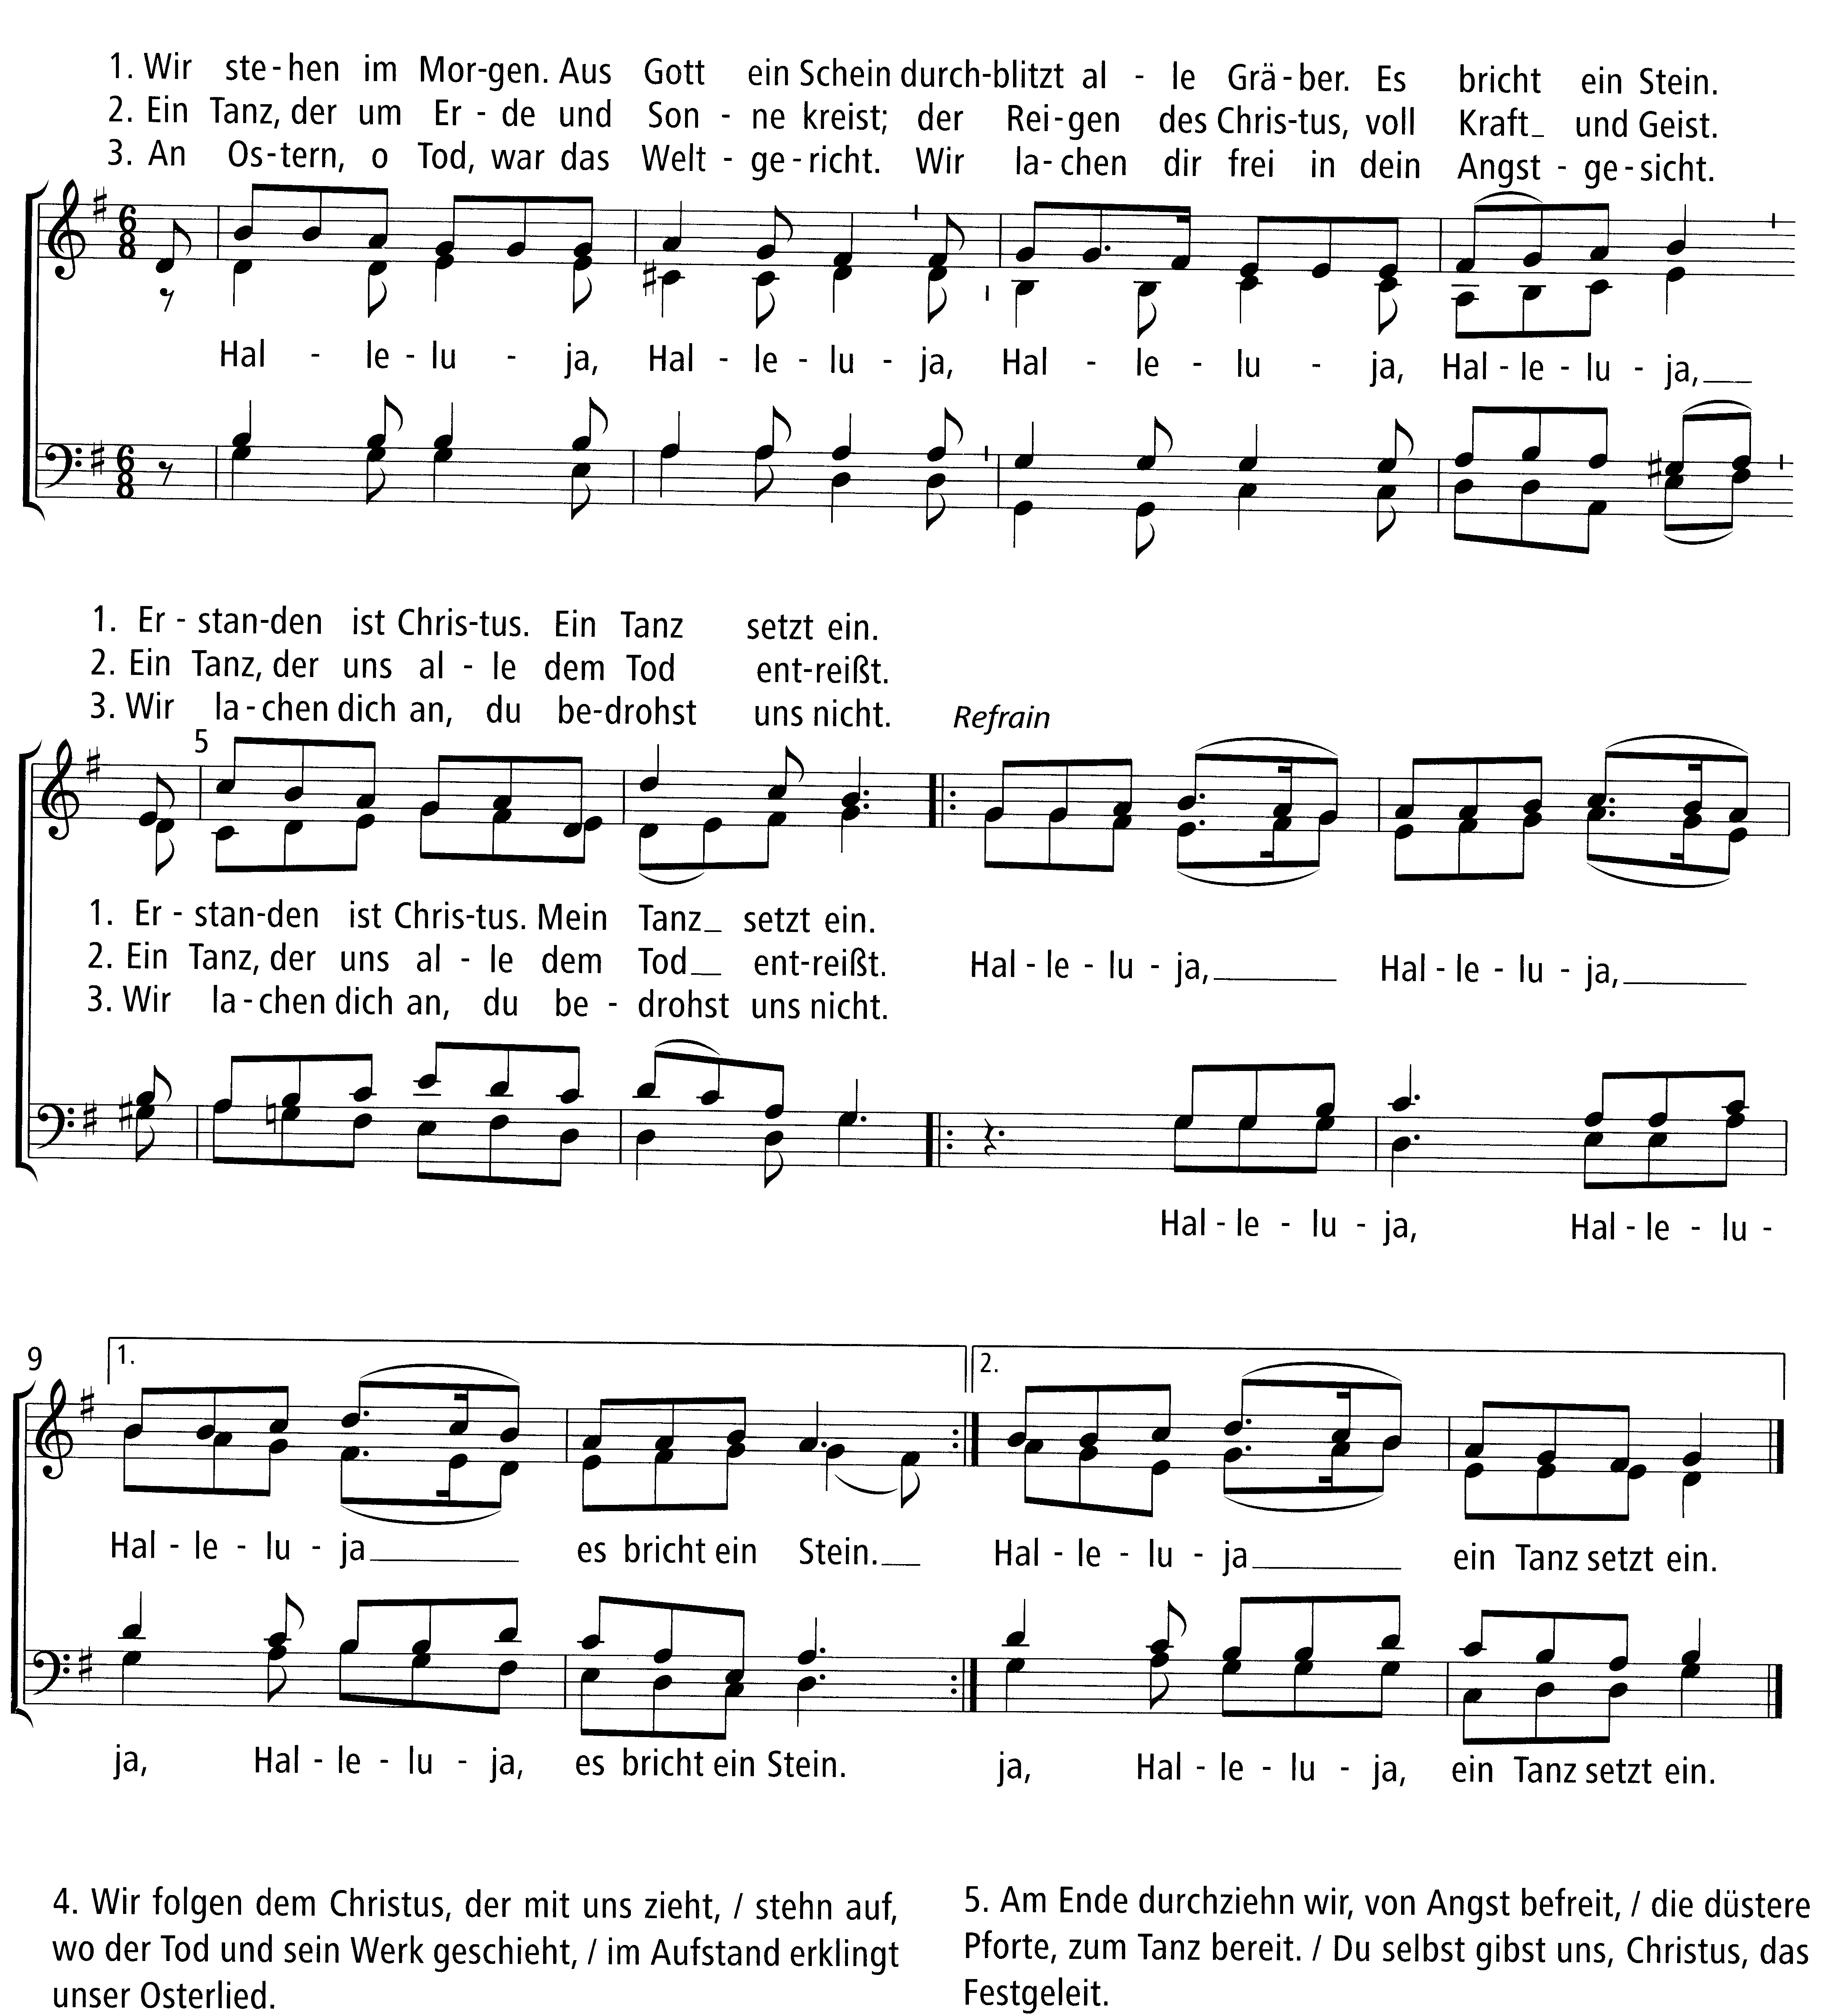 1. Wir ste-hen im Mor-gen. Aus Gott ein Schein durch-blitzt al - le Grä-ber. Es bricht ein Stein.
2. Ein Tanz, der um Er - de und Son - ne kreist; der Rei-gen des Chris-tus, voll Kraft_ und Geist.
3. An Os-tern, o Tod, war das Welt - ge-richt. Wir la-chen dir frei in dein Angst - ge-sicht.
Hal - le - lu - ja, Hal - le - lu - ja, Hal - le - lu - ja, Hal - le - lu - ja,__
1. Er - stan-den ist Chris-tus. Ein Tanz setzt ein.
2. Ein Tanz, der uns al - le dem Tod ent-reißt.
3. Wir la-chen dich an, du be-drohst uns nicht.
Refrain
5
1. Er - stan-den ist Chris-tus. Mein Tanz_ setzt ein.
2. Ein Tanz, der uns al - le dem Tod__ ent-reißt. Hal - le - lu - ja,____ Hal - le - lu - ja,____
3. Wir la-chen dich an, du be - drohst uns nicht.
Hal - le - lu - ja, Hal - le - lu -
9 1. 2.
Hal - le - lu - ja____ es bricht ein Stein.__ Hal - le - lu - ja____ ein Tanz setzt ein.
ja, Hal - le - lu - ja, es bricht ein Stein. ja, Hal - le - lu - ja, ein Tanz setzt ein.
4. Wir folgen dem Christus, der mit uns zieht, / stehn auf,
wo der Tod und sein Werk geschieht, / im Aufstand erklingt
unser Osterlied.
5. Am Ende durchziehn wir, von Angst befreit, / die düstere
Pforte, zum Tanz bereit. / Du selbst gibst uns, Christus, das
Festgeleit.